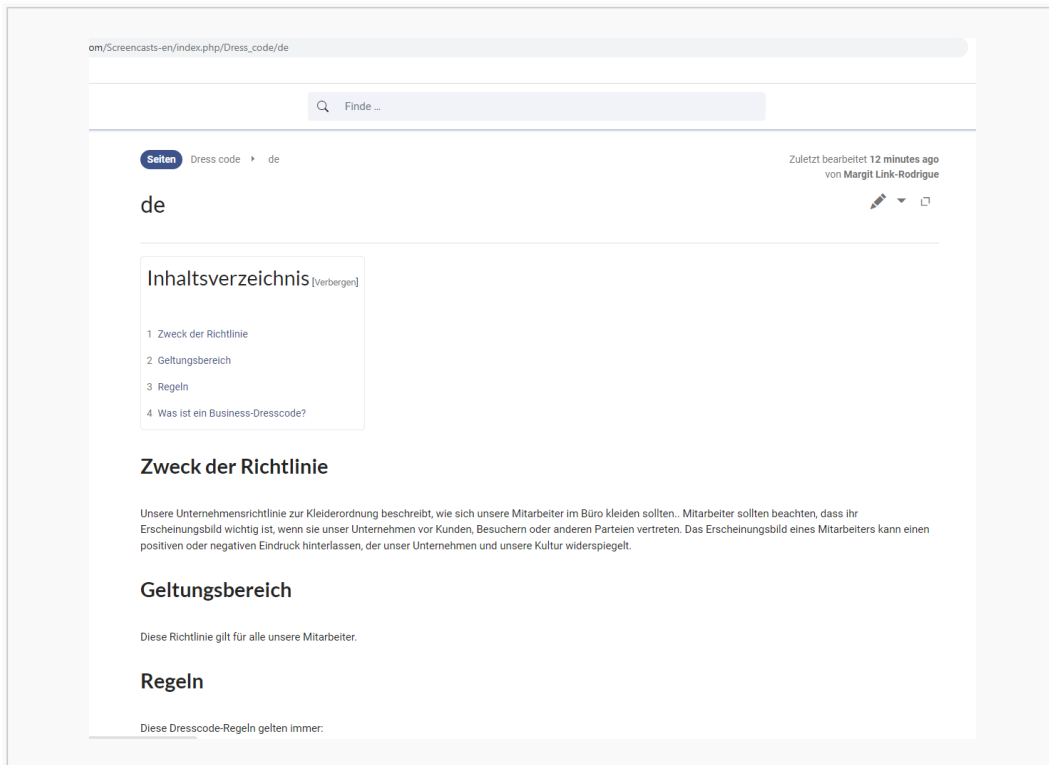 om/Screencasts-en/index.php/Dress_code/de
Finde ...
Seiten Dress code de
Zuletzt bearbeitet 12 minutes ago
von Margit Link-Rodrigue
de
Inhaltsverzeichnis [Verbergen]
1 Zweck der Richtlinie
2 Geltungsbereich
3 Regeln
4 Was ist ein Business-Dresscode?
Zweck der Richtlinie
Unsere Unternehmensrichtlinie zur Kleiderordnung beschreibt, wie sich unsere Mitarbeiter im Büro kleiden sollten.. Mitarbeiter sollten beachten, dass ihr
Erscheinungsbild wichtig ist, wenn sie unser Unternehmen vor Kunden, Besuchern oder anderen Parteien vertreten. Das Erscheinungsbild eines Mitarbeiters kann einen
positiven oder negativen Eindruck hinterlassen, der unser Unternehmen und unsere Kultur widerspiegelt.
Geltungsbereich
Diese Richtlinie gilt für alle unsere Mitarbeiter.
Regeln
Diese Dresscode-Regeln gelten immer: